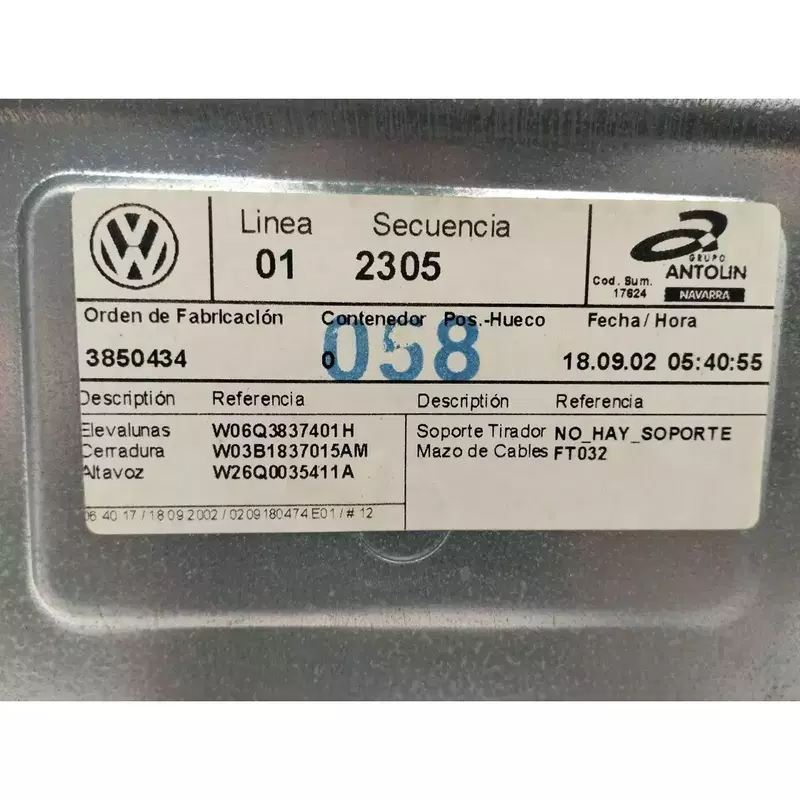 Linea Secuencia
01 2305
GRUPO
ANTOLIN
NAVARRA
Cod. Sum.
17624
Orden de Fabricación Contenedor Pos.-Hueco Fecha/Hora
3850434 0 18.09.02 05:40:55
058
Descriptión Referencia Descriptión Referencia
Elevalunas W06Q3837401H Soporte Tirador NO_HAY_SOPORTE
Cerradura W03B1837015AM Mazo de Cables FT032
Altavoz W26Q0035411A
06 40 17 / 18 09 2002 / 0209180474 E01 / # 12